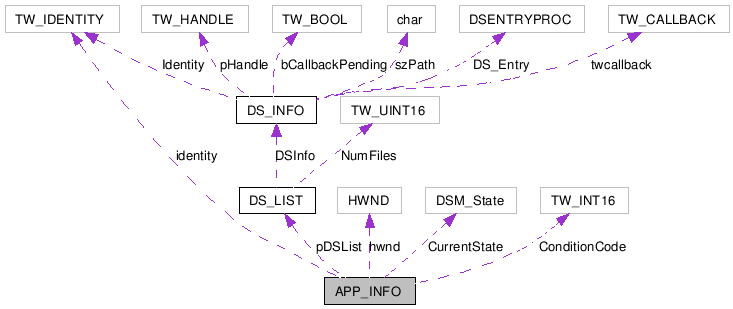 TW_IDENTITY TW_HANDLE TW_BOOL char DSENTRYPROC TW_CALLBACK
Identity pHandle bCallbackPending szPath DS_Entry twcallback
DS_INFO TW_UINT16
identity DSInfo NumFiles
DS_LIST HWND DSM_State TW_INT16
pDSList hwnd CurrentState ConditionCode
APP_INFO